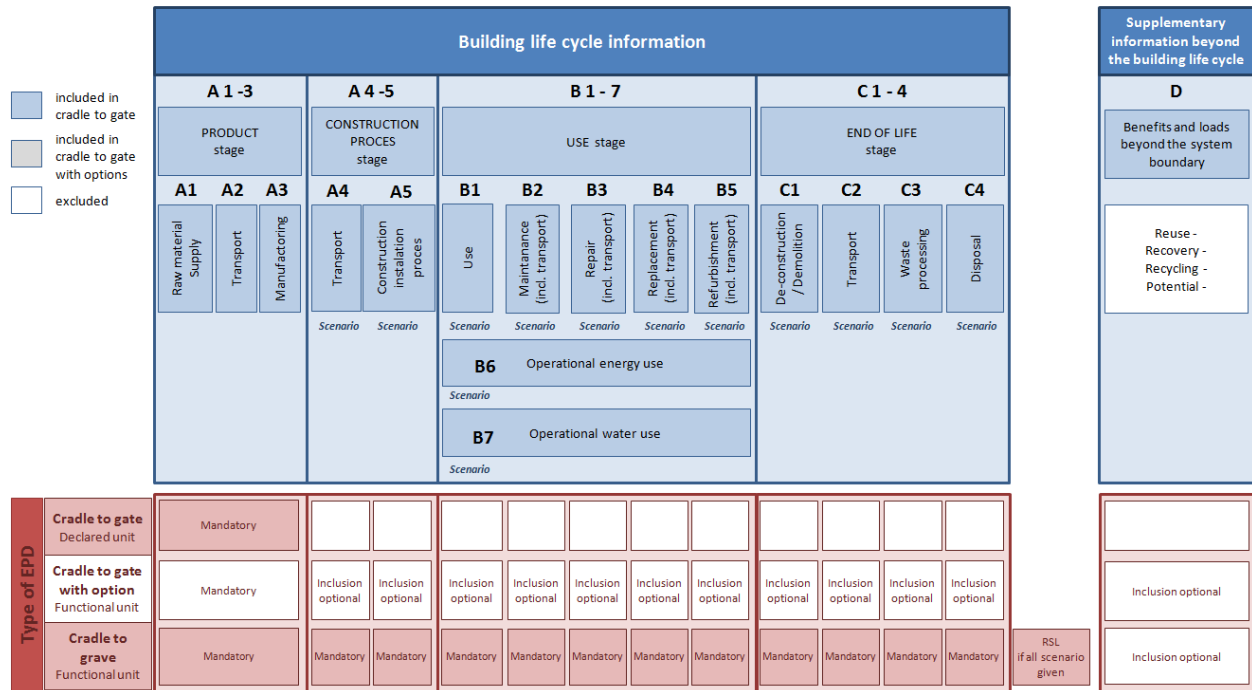 Building life cycle information
Supplementary
information beyond
the building life cycle
included in
cradle to gate
included in
cradle to gate
with options
excluded
A 1 -3
A 4 -5
B 1 - 7
C 1 - 4
D
PRODUCT
stage
CONSTRUCTION
PROCES
stage
USE stage
END OF LIFE
stage
Benefits and loads
beyond the system
boundary
A1
A2
A3
A4
A5
B1
B2
B3
B4
B5
C1
C2
C3
C4
Raw material
Supply
Transport
Manufactoring
Transport
Construction
instalation
proces
Use
Maintanance
(incl. transport)
Repair
(incl. transport)
Replacement
(incl. transport)
Refurbishment
(incl. transport)
De-construction
/ Demolition
Transport
Waste
processing
Disposal
Reuse -
Recovery -
Recycling -
Potential -
Scenario
Scenario
Scenario
Scenario
Scenario
Scenario
Scenario
Scenario
Scenario
Scenario
Scenario
B6
Operational energy use
Scenario
B7
Operational water use
Scenario
Type of EPD
Cradle to gate
Declared unit
Mandatory
Cradle to gate
with option
Functional unit
Mandatory
Inclusion
optional
Inclusion
optional
Inclusion
optional
Inclusion
optional
Inclusion
optional
Inclusion
optional
Inclusion
optional
Inclusion
optional
Inclusion
optional
Inclusion
optional
Inclusion
optional
Inclusion optional
Cradle to
grave
Functional unit
Mandatory
Mandatory
Mandatory
Mandatory
Mandatory
Mandatory
Mandatory
Mandatory
Mandatory
Mandatory
Mandatory
Mandatory
RSL
if all scenario
given
Inclusion optional